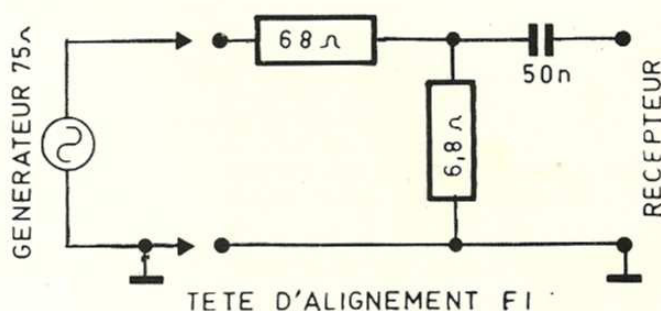 GENERATEUR 75Ω
68Ω
6,8Ω
50n
RECEPTEUR
TETE D'ALIGNEMENT FI